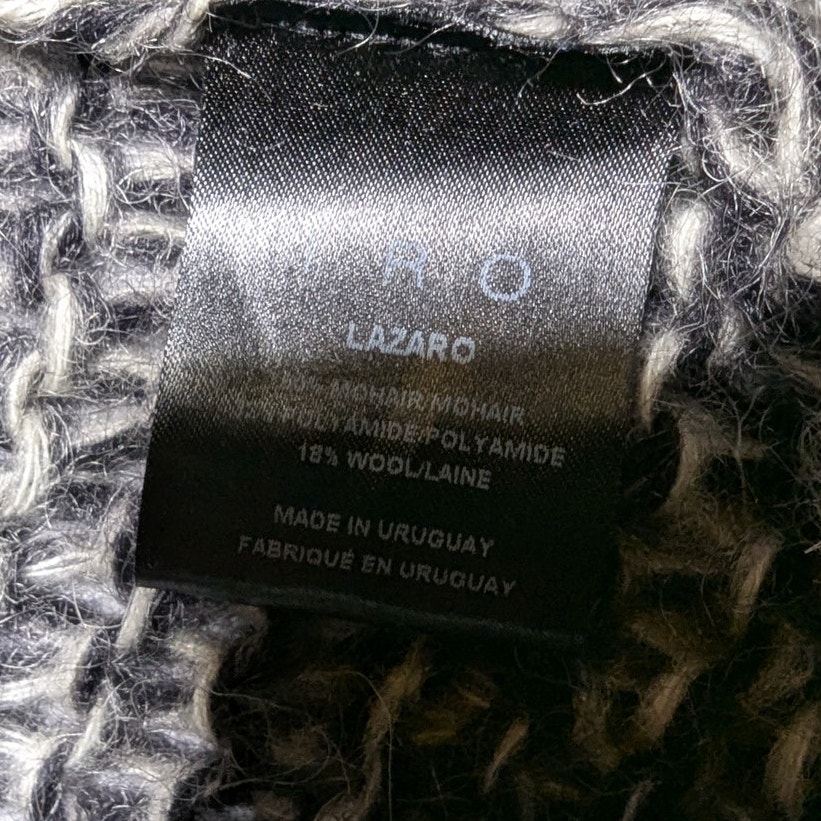 R O
LAZARO
MOHAIR/MOHAIR
POLYAMIDE/POLYAMIDE
18% WOOL/LAINE
MADE IN URUGUAY
FABRIQUÉ EN URUGUAY